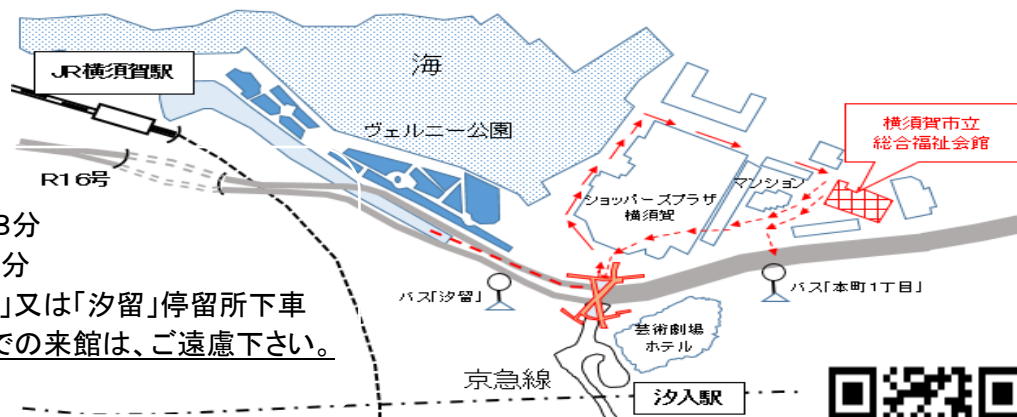 海
JR横須賀駅
横須賀市立
総合福祉会館
ヴェルニー公園
R16号
マンション
ショッパーズプラザ
横須賀
3分
分
バス「汐留」
バス「本町1丁目」
」又は「汐留」停留所下車
芸術劇場
ホテル
での来館は、ご遠慮下さい。
京急線
汐入駅